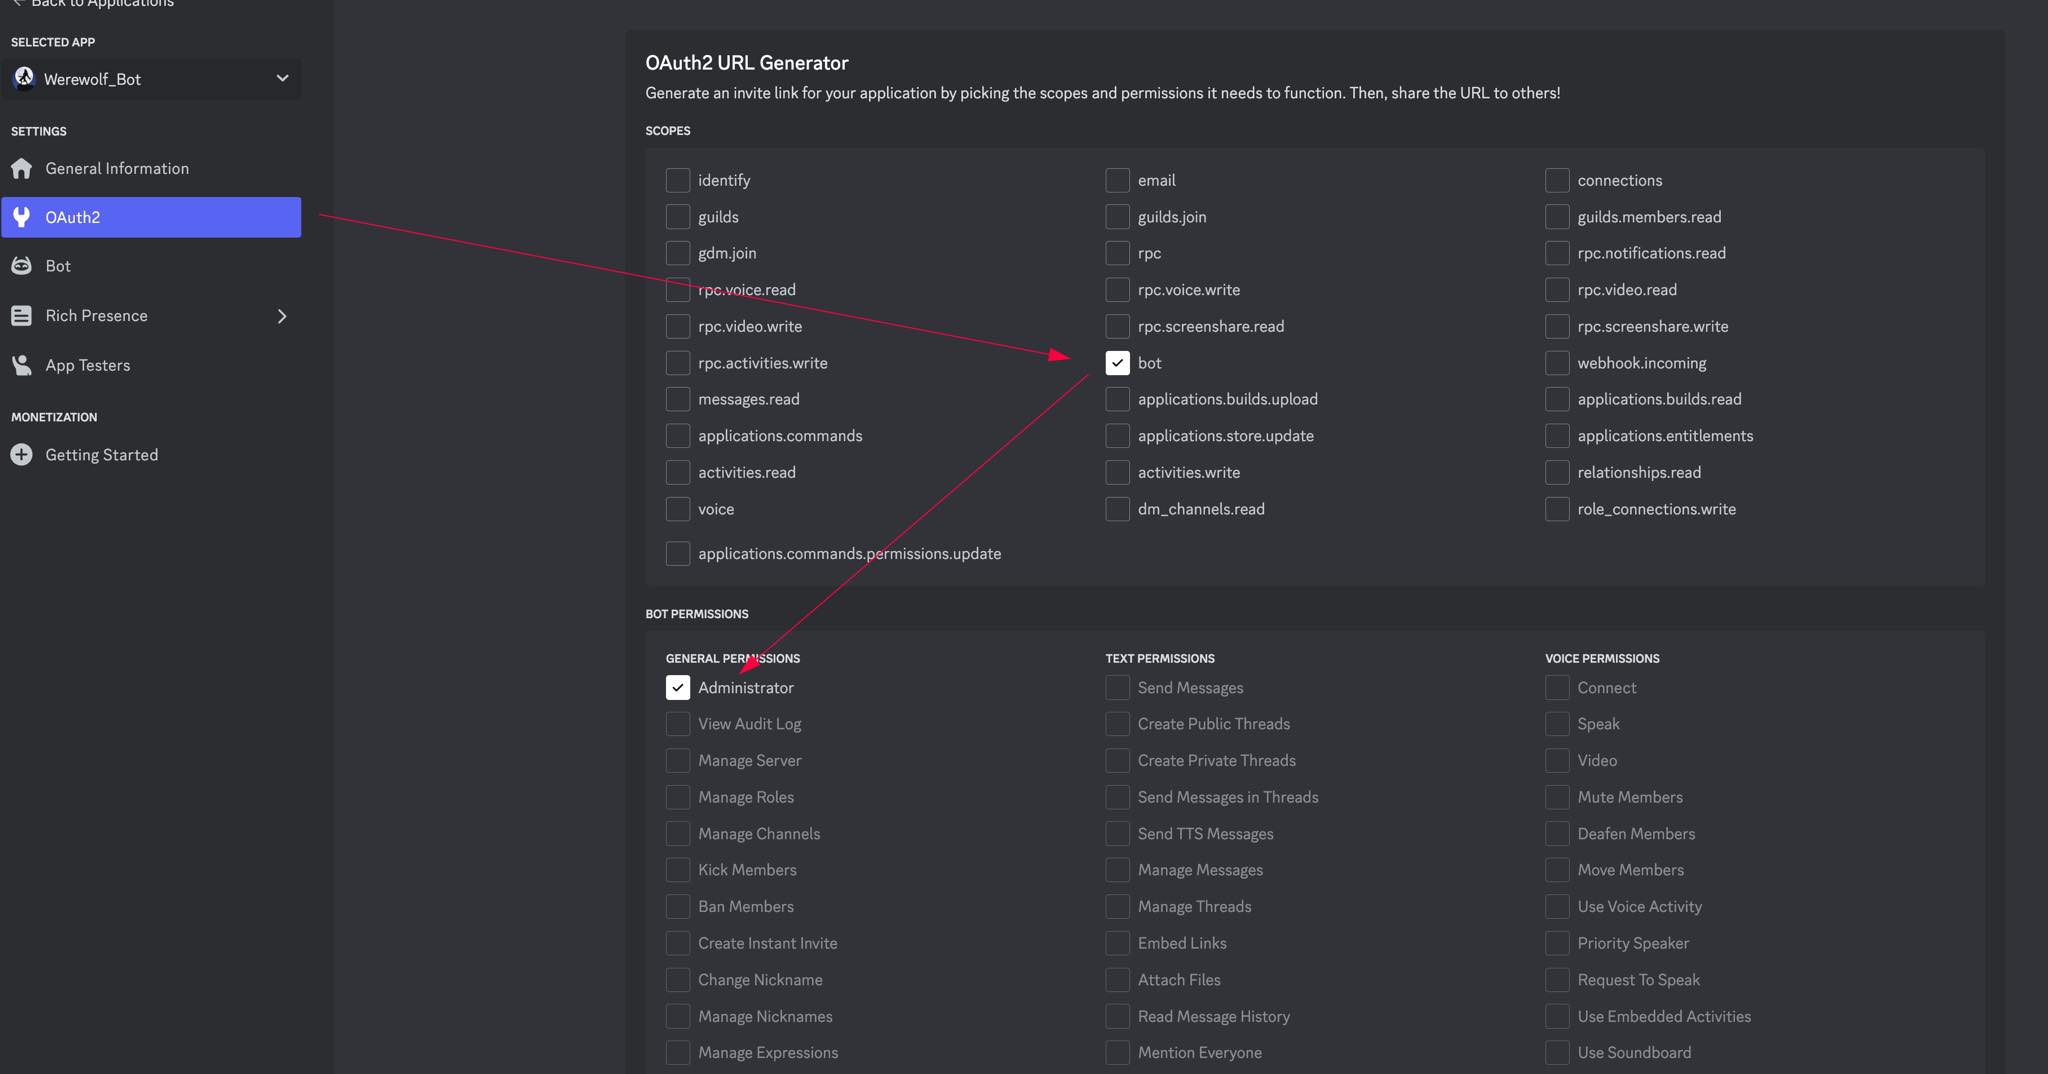 Back to Applications
SELECTED APP
Werewolf_Bot
SETTINGS
General Information
OAuth2
Bot
Rich Presence
App Testers
MONETIZATION
Getting Started
OAuth2 URL Generator
Generate an invite link for your application by picking the scopes and permissions it needs to function. Then, share the URL to others!
SCOPES
identify email connections
guilds guilds.join guilds.members.read
gdm.join rpc rpc.notifications.read
rpc.voice.read rpc.voice.write rpc.video.read
rpc.video.write rpc.screenshare.read rpc.screenshare.write
rpc.activities.write bot webhook.incoming
messages.read applications.builds.upload applications.builds.read
applications.commands applications.store.update applications.entitlements
activities.read activities.write relationships.read
voice dm_channels.read role_connections.write
applications.commands.permissions.update
BOT PERMISSIONS
GENERAL PERMISSIONS TEXT PERMISSIONS VOICE PERMISSIONS
Administrator Send Messages Connect
View Audit Log Create Public Threads Speak
Manage Server Create Private Threads Video
Manage Roles Send Messages in Threads Mute Members
Manage Channels Send TTS Messages Deafen Members
Kick Members Manage Messages Move Members
Ban Members Manage Threads Use Voice Activity
Create Instant Invite Embed Links Priority Speaker
Change Nickname Attach Files Request To Speak
Manage Nicknames Read Message History Use Embedded Activities
Manage Expressions Mention Everyone Use Soundboard